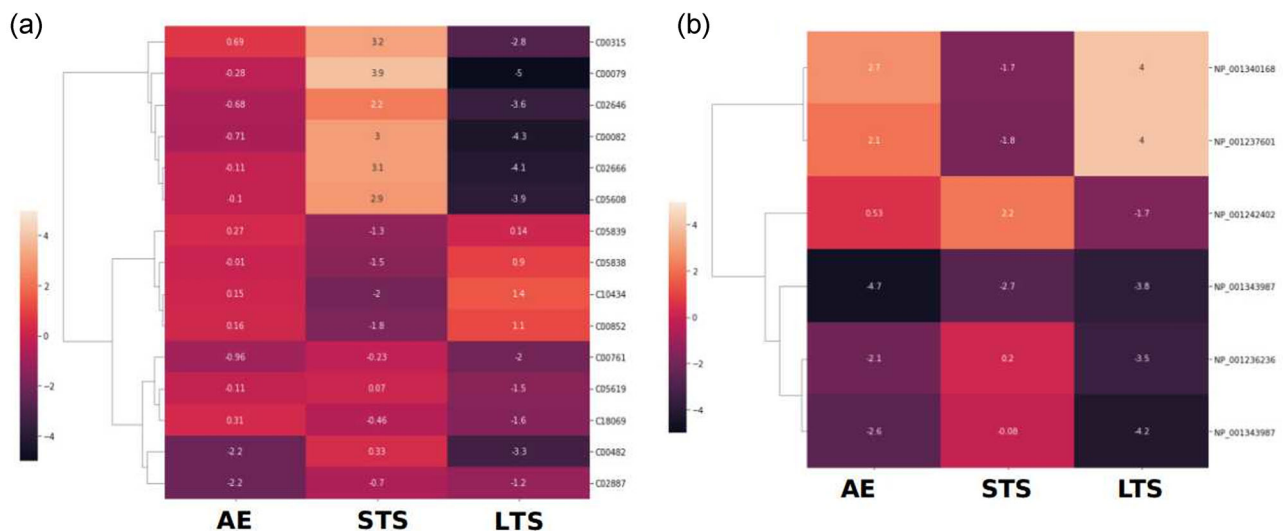 (a)
0.69 3.2 -2.8 C00315
-0.28 3.9 -5 C00079
-0.68 2.2 -3.6 C02646
-0.71 3 -4.3 C00082
-0.11 3.1 -4.1 C02666
-0.1 2.9 -3.9 C05608
0.27 -1.3 0.14 C05839
-0.01 -1.5 0.9 C05838
0.15 -2 1.4 C10434
0.16 -1.8 1.1 C00852
-0.96 -0.23 -2 C00761
-0.11 0.07 -1.5 C05619
0.31 -0.46 -1.6 C18069
-2.2 0.33 -3.3 C00482
-2.2 -0.7 -1.2 C02887
4
2
0
-2
-4
AE STS LTS
(b)
2.7 -1.7 4 NP_001340168
2.1 -1.8 4 NP_001237601
0.53 2.2 -1.7 NP_001242402
-4.7 -2.7 -3.8 NP_001343987
-2.1 0.2 -3.5 NP_001236236
-2.6 -0.08 -4.2 NP_001343987
4
2
0
-2
-4
AE STS LTS